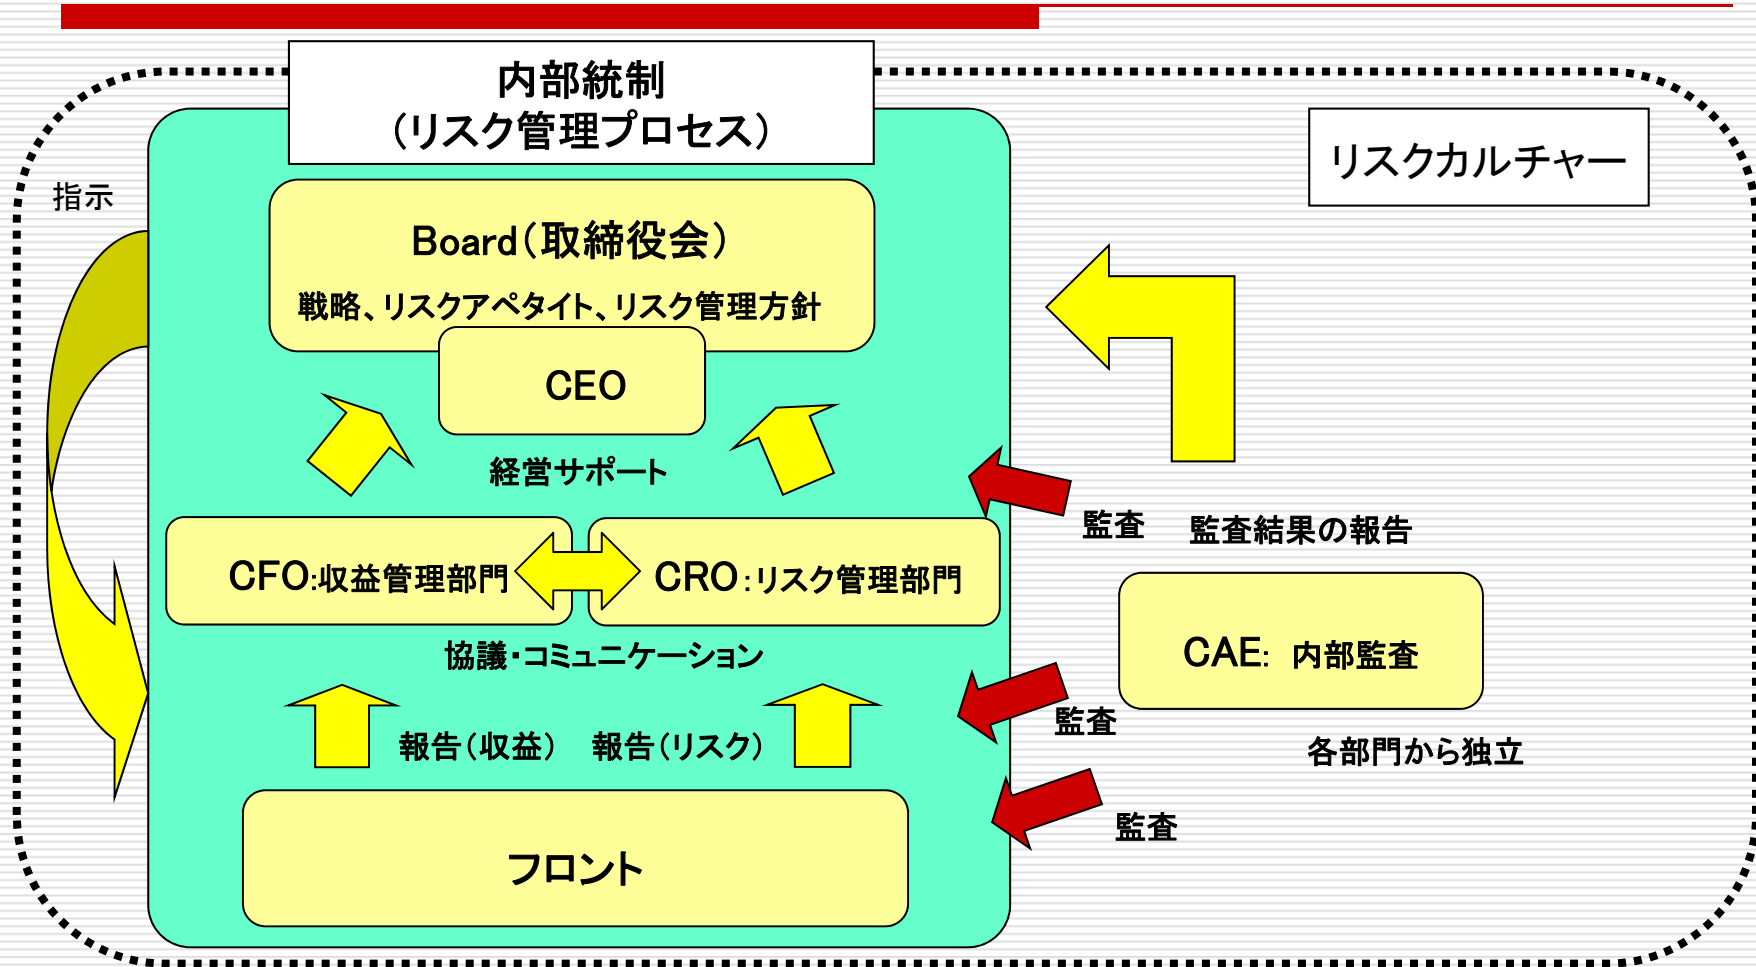 内部統制
（リスク管理プロセス）
リスクカルチャー
指示
Board（取締役会）
戦略、リスクアペタイト、リスク管理方針
CEO
経営サポート
監査
監査結果の報告
CFO:収益管理部門
CRO：リスク管理部門
CAE: 内部監査
協議・コミュニケーション
監査
報告（収益）
報告（リスク）
各部門から独立
監査
フロント